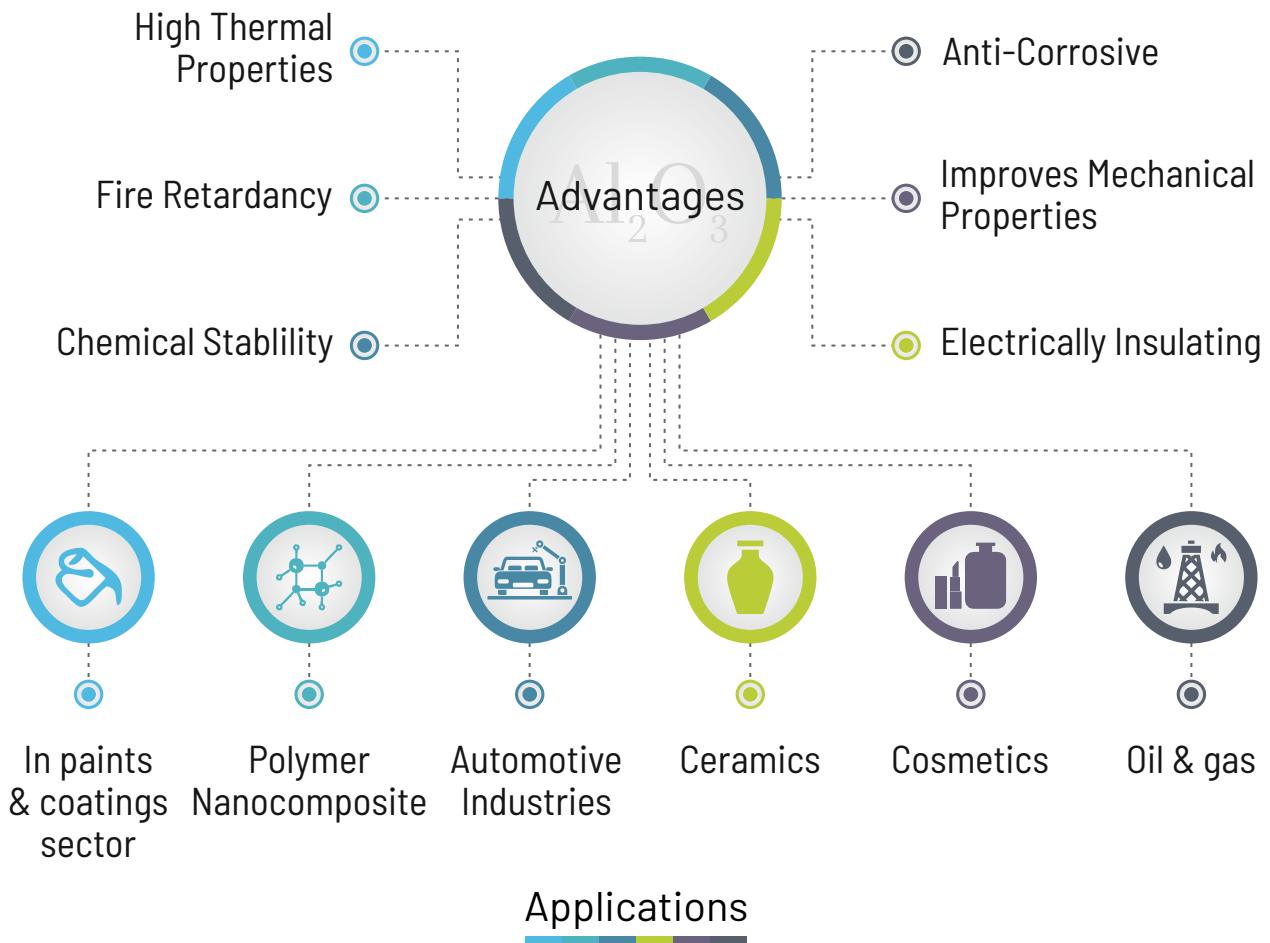 High Thermal
Properties
Fire Retardancy
Chemical Stablility
Al₂O₃
Advantages
Anti-Corrosive
Improves Mechanical
Properties
Electrically Insulating
In paints
& coatings
sector
Polymer
Nanocomposite
Automotive
Industries
Ceramics
Cosmetics
Oil & gas
Applications